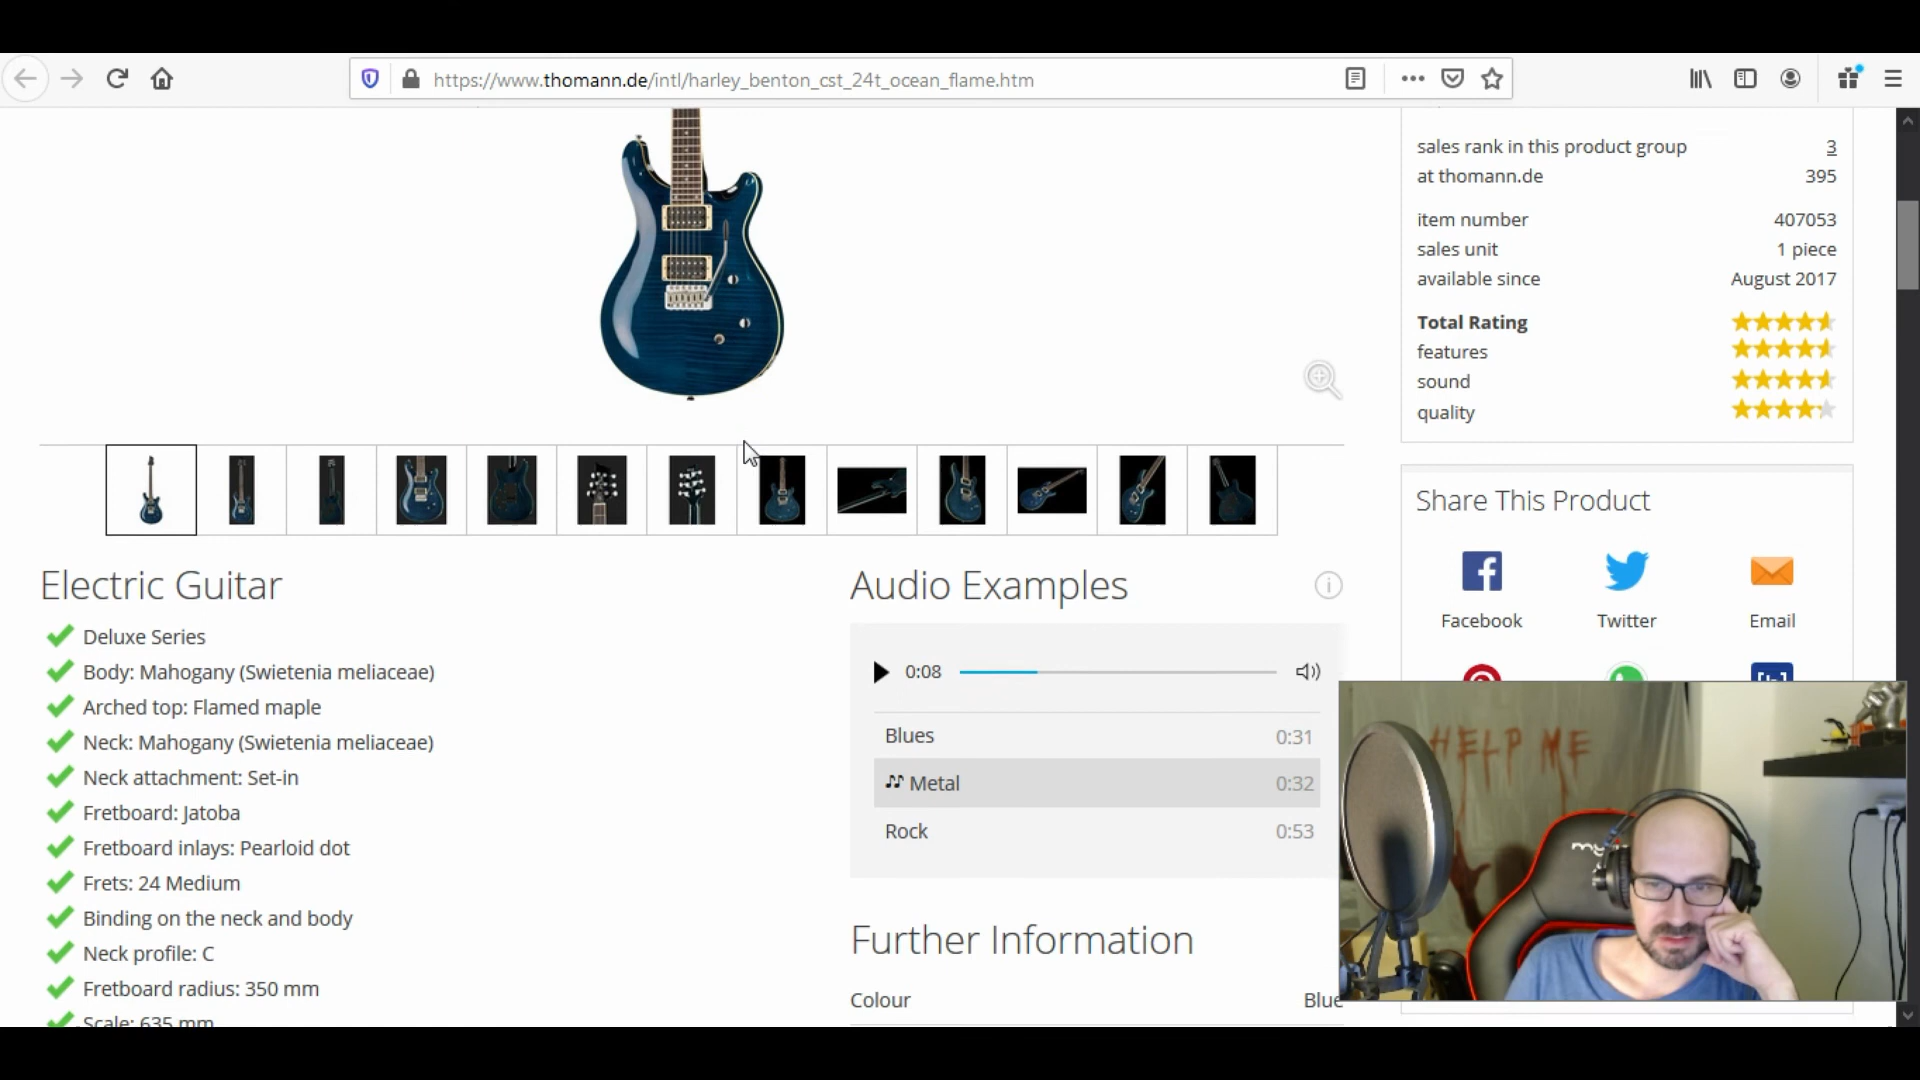 https://www.thomann.de/intl/harley_benton_cst_24t_ocean_flame.htm
sales rank in this product group 3
at thomann.de 395
item number 407053
sales unit 1 piece
available since August 2017
Total Rating
features
sound
quality
Share This Product
Facebook Twitter Email
Electric Guitar
Deluxe Series
Body: Mahogany (Swietenia meliaceae)
Arched top: Flamed maple
Neck: Mahogany (Swietenia meliaceae)
Neck attachment: Set-in
Fretboard: Jatoba
Fretboard inlays: Pearloid dot
Frets: 24 Medium
Binding on the neck and body
Neck profile: C
Fretboard radius: 350 mm
Scale: 635 mm
Audio Examples
0:08
Blues 0:31
Metal 0:32
Rock 0:53
Further Information
Colour Blue
HELP ME